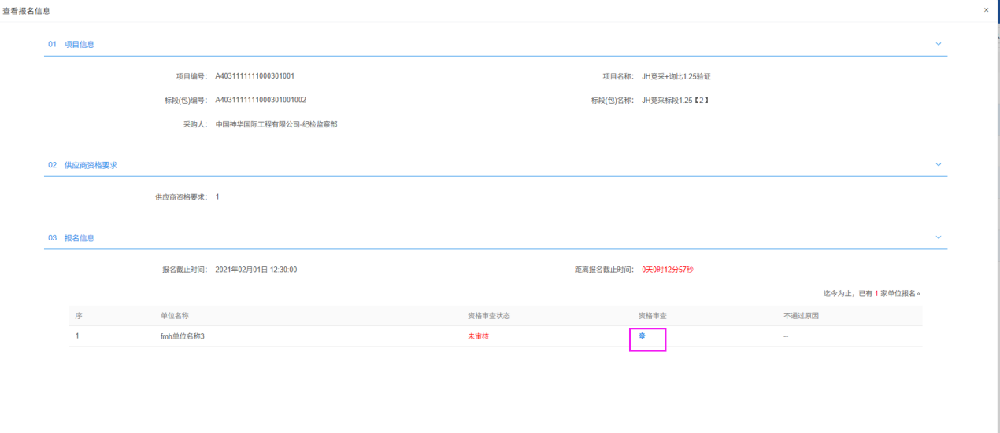 查看报名信息 ×
01 项目信息
项目编号： A4031111111000301001 项目名称： JH竞采+询比1.25验证
标段(包)编号： A4031111111000301001002 标段(包)名称： JH竞采标段1.25【2】
采购人： 中国神华国际工程有限公司-纪检监察部
02 供应商资格要求
供应商资格要求： 1
03 报名信息
报名截止时间： 2021年02月01日 12:30:00 距离报名截止时间： 0天0时12分57秒
迄今为止，已有 1 家单位报名。
序 单位名称 资格审查状态 资格审查 不通过原因
1 fmh单位名称3 未审核 --